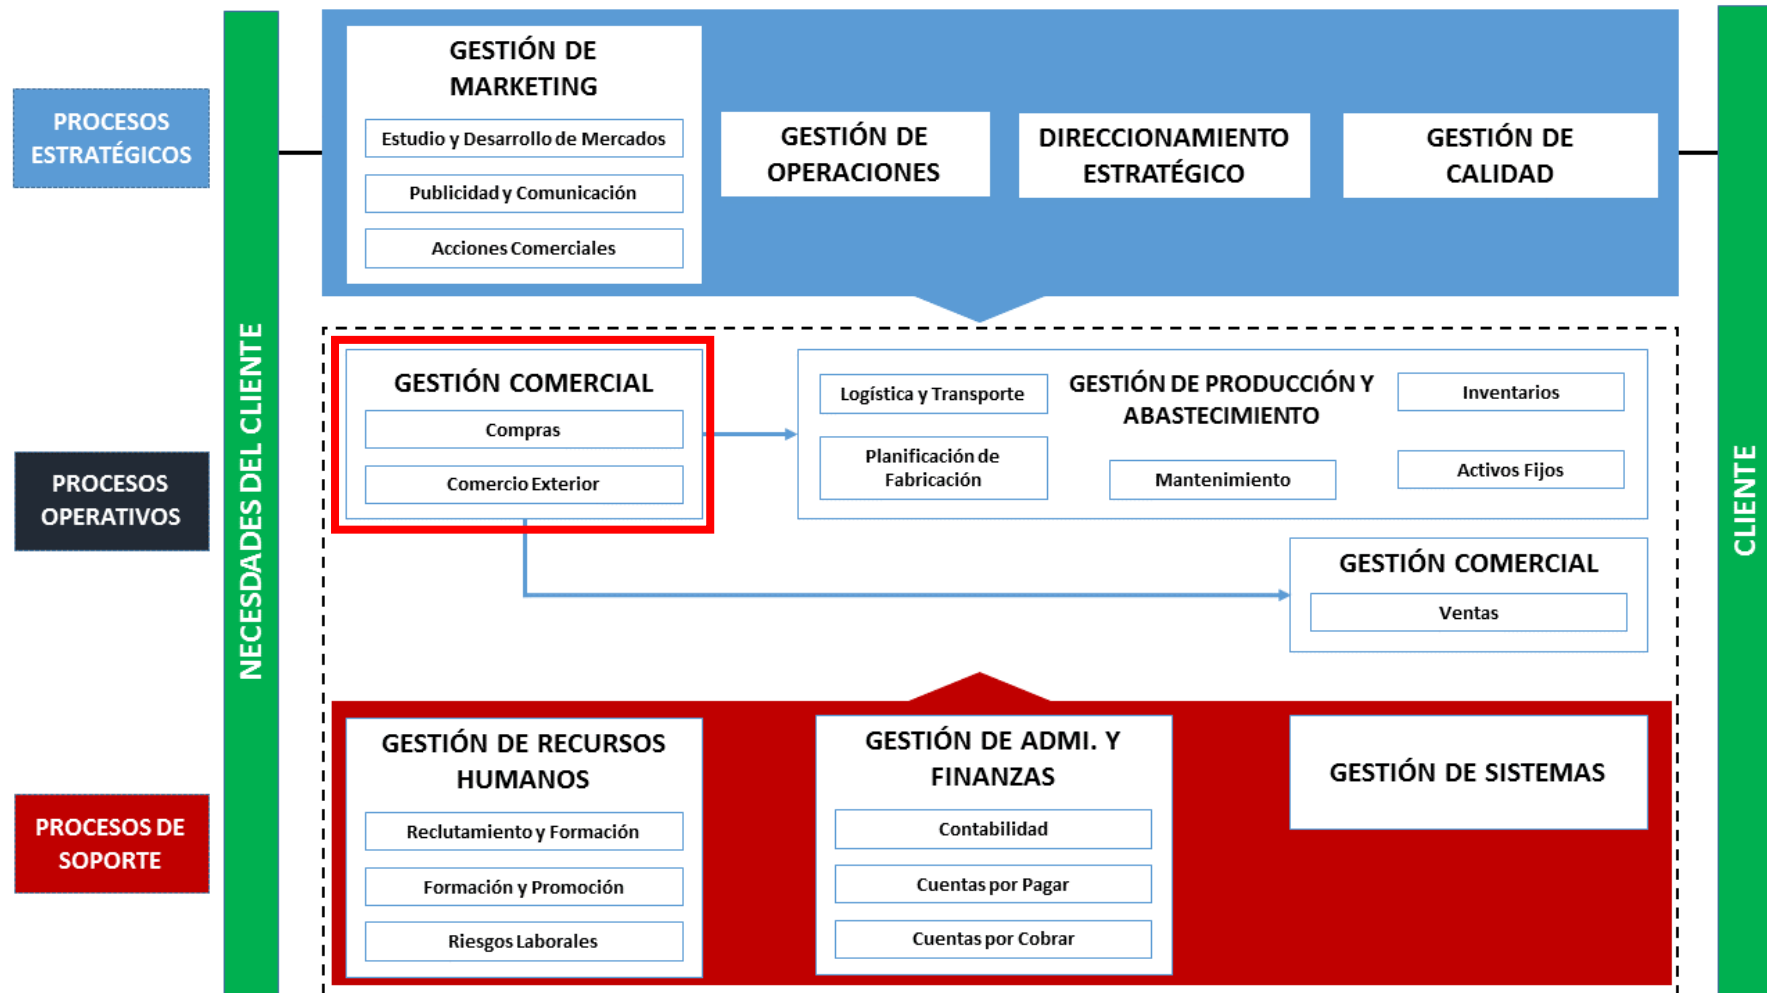 PROCESOS
ESTRATÉGICOS
NECESDADES DEL CLIENTE
GESTIÓN DE
MARKETING
Estudio y Desarrollo de Mercados
Publicidad y Comunicación
Acciones Comerciales
GESTIÓN DE
OPERACIONES
DIRECCIONAMIENTO
ESTRATÉGICO
GESTIÓN DE
CALIDAD
CLIENTE
PROCESOS
OPERATIVOS
GESTIÓN COMERCIAL
Compras
Comercio Exterior
Logística y Transporte
Planificación de
Fabricación
GESTIÓN DE PRODUCCIÓN Y
ABASTECIMIENTO
Mantenimiento
Inventarios
Activos Fijos
GESTIÓN COMERCIAL
Ventas
PROCESOS DE
SOPORTE
GESTIÓN DE RECURSOS
HUMANOS
Reclutamiento y Formación
Formación y Promoción
Riesgos Laborales
GESTIÓN DE ADMI. Y
FINANZAS
Contabilidad
Cuentas por Pagar
Cuentas por Cobrar
GESTIÓN DE SISTEMAS